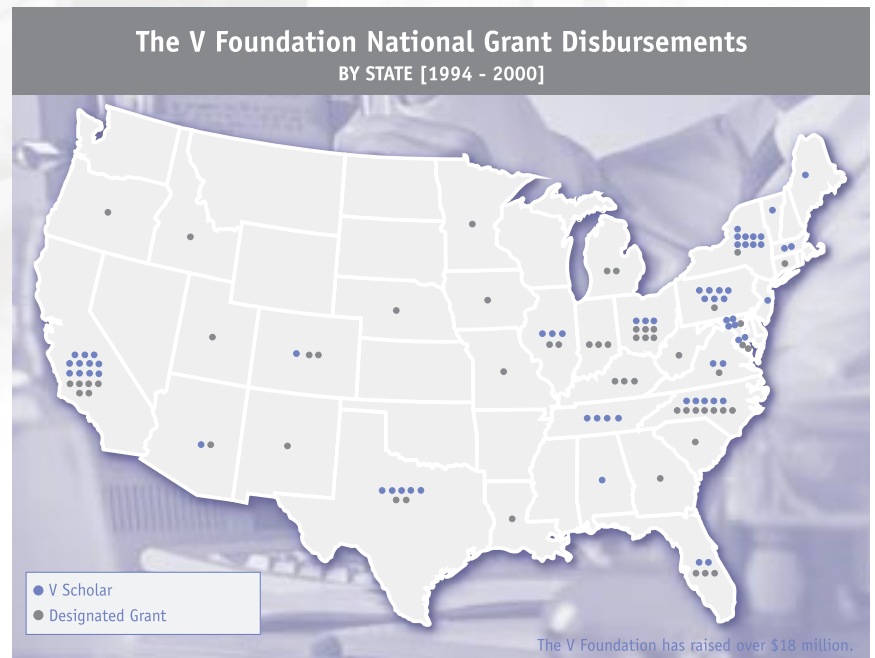 The V Foundation National Grant Disbursements
BY STATE [1994 - 2000]
V Scholar
Designated Grant
The V Foundation has raised over $18 million.